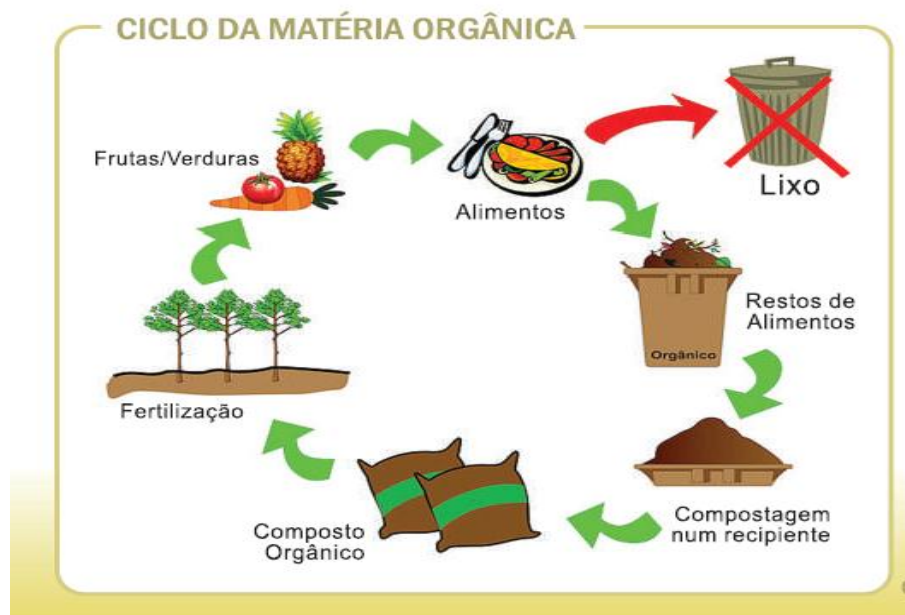 CICLO DA MATÉRIA ORGÂNICA
Frutas/Verduras
Alimentos
Lixo
Restos de
Alimentos
Orgânico
Compostagem
num recipiente
Composto
Orgânico
Fertilização